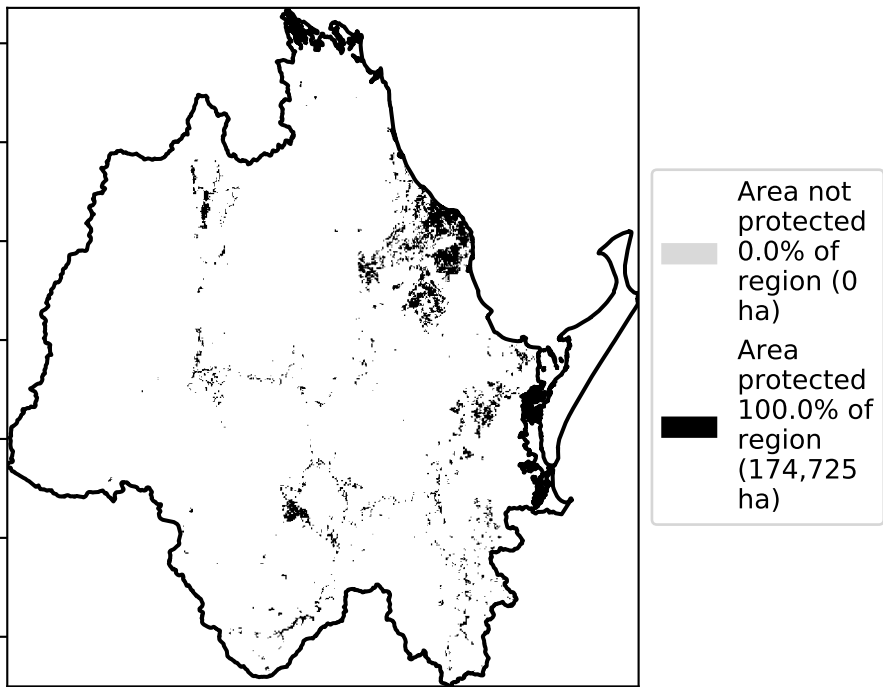 Area not
protected
0.0% of
region (0
ha)
Area
protected
100.0% of
region
(174,725
ha)